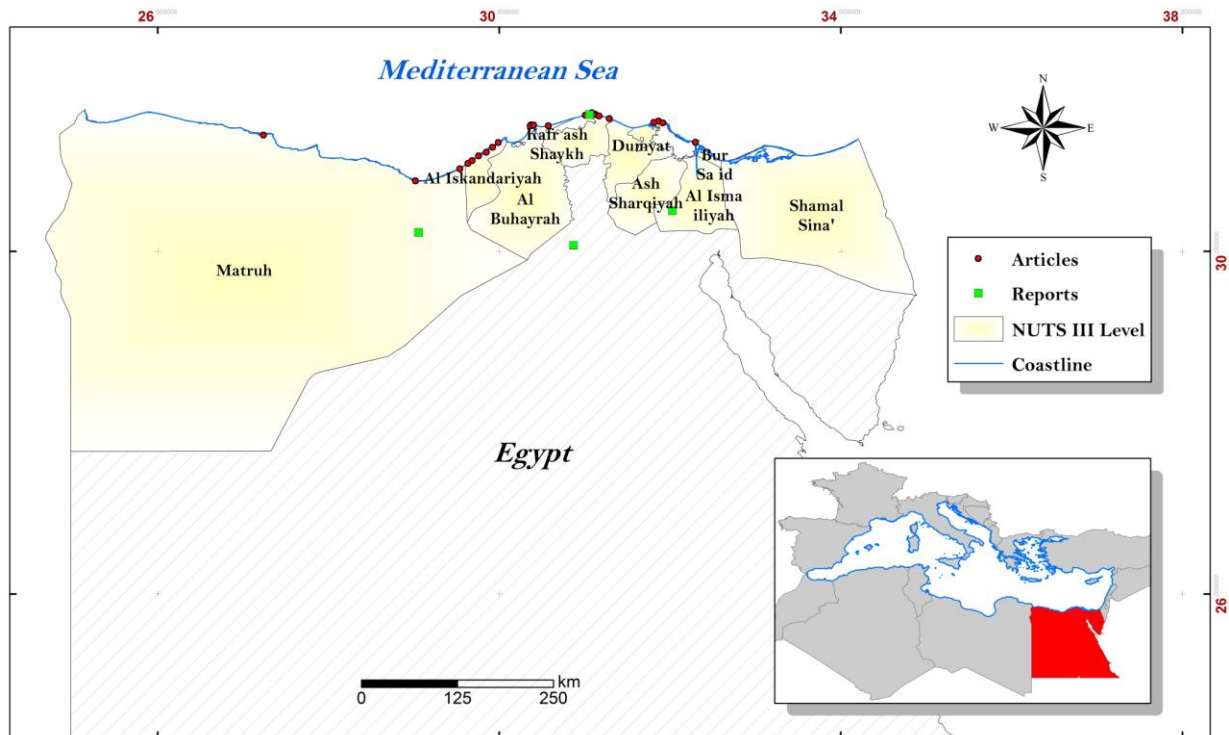 26
30
34
38
Mediterranean Sea
N
W
E
S
Kafr ash
Shaykh
Dumyat
Bur
Sa id
Al Iskandariyah
Al
Buhayrah
Ash
Sharqiyah
Al Isma
iliyah
Shamal
Sina'
Matruh
30
Articles
Reports
NUTS III Level
Coastline
Egypt
26
km
0
125
250